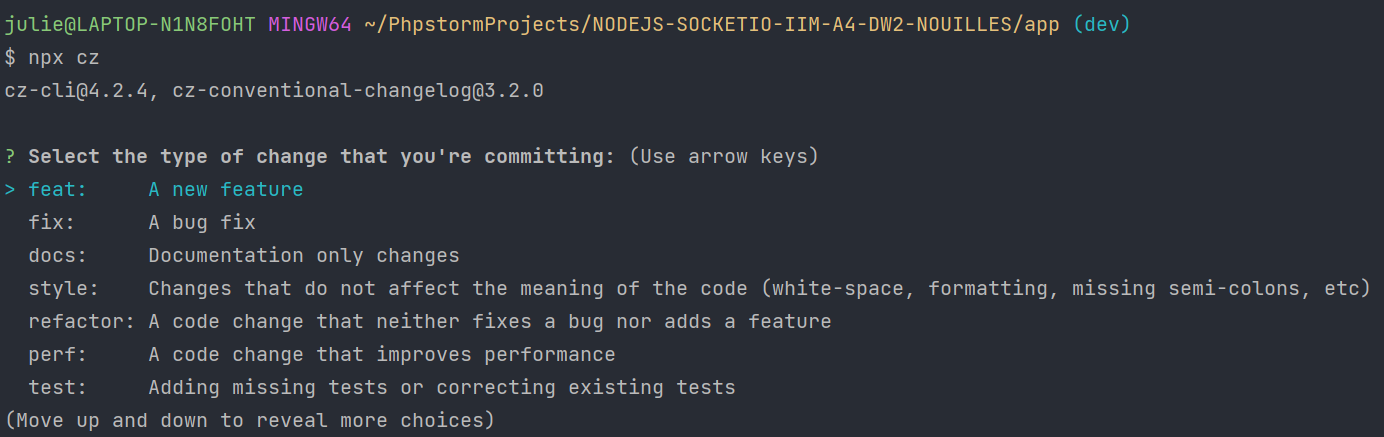 julie@LAPTOP-N1N8FOHT MINGW64 ~/PhpstormProjects/NODEJS-SOCKETIO-IIM-A4-DW2-NOUILLES/app (dev)
$ npx cz
cz-cli@4.2.4, cz-conventional-changelog@3.2.0
? Select the type of change that you're committing: (Use arrow keys)
> feat:     A new feature
  fix:      A bug fix
  docs:     Documentation only changes
  style:    Changes that do not affect the meaning of the code (white-space, formatting, missing semi-colons, etc)
  refactor: A code change that neither fixes a bug nor adds a feature
  perf:     A code change that improves performance
  test:     Adding missing tests or correcting existing tests
(Move up and down to reveal more choices)